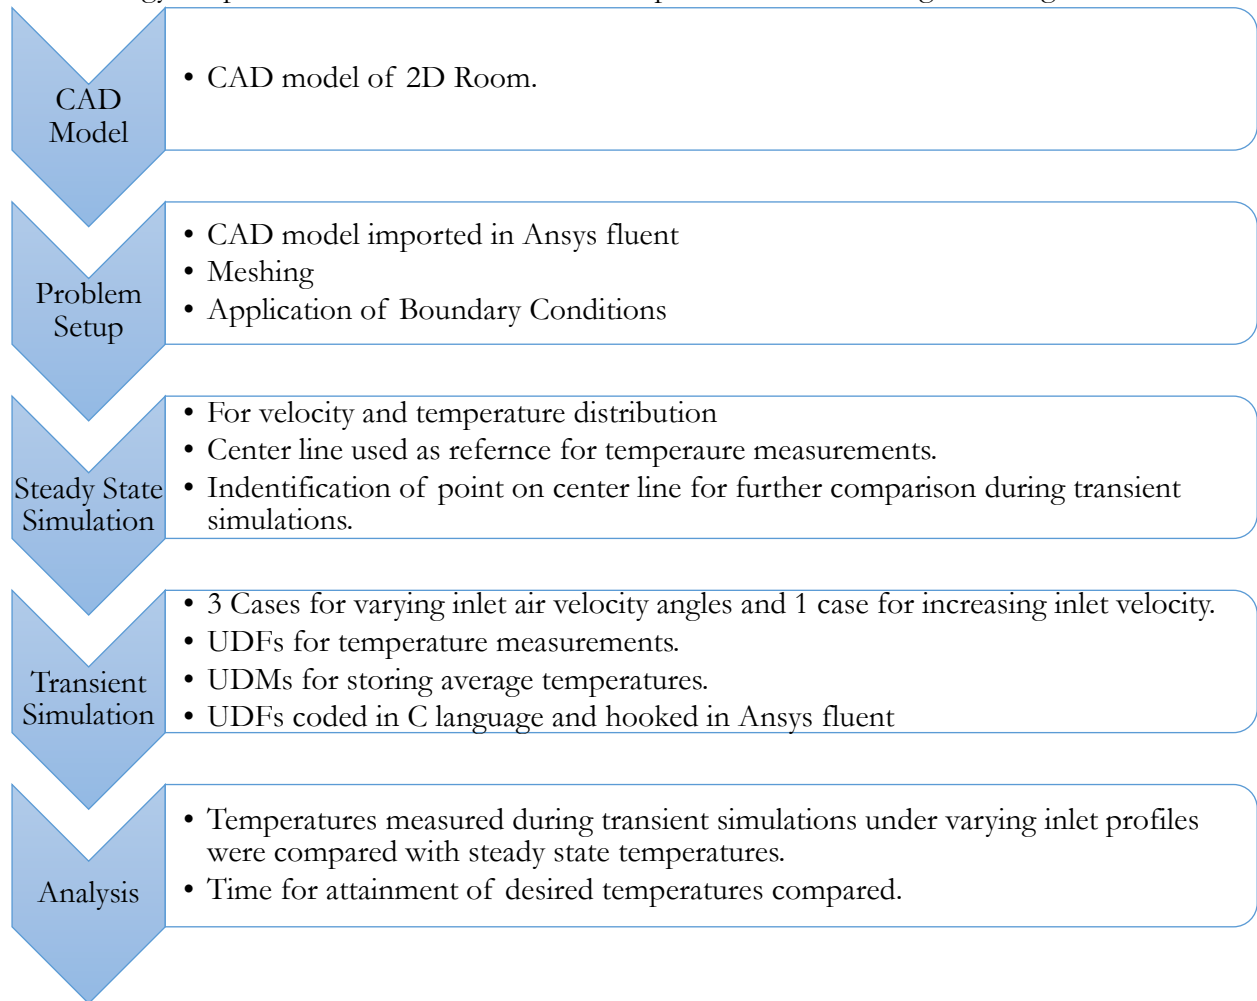 CAD
Model
• CAD model of 2D Room.
Problem
Setup
• CAD model imported in Ansys fluent
• Meshing
• Application of Boundary Conditions
Steady State
Simulation
• For velocity and temperature distribution
• Center line used as refernce for temperaure measurements.
• Indentification of point on center line for further comparison during transient
simulations.
Transient
Simulation
• 3 Cases for varying inlet air velocity angles and 1 case for increasing inlet velocity.
• UDFs for temperature measurements.
• UDMs for storing average temperatures.
• UDFs coded in C language and hooked in Ansys fluent
Analysis
• Temperatures measured during transient simulations under varying inlet profiles
were compared with steady state temperatures.
• Time for attainment of desired temperatures compared.